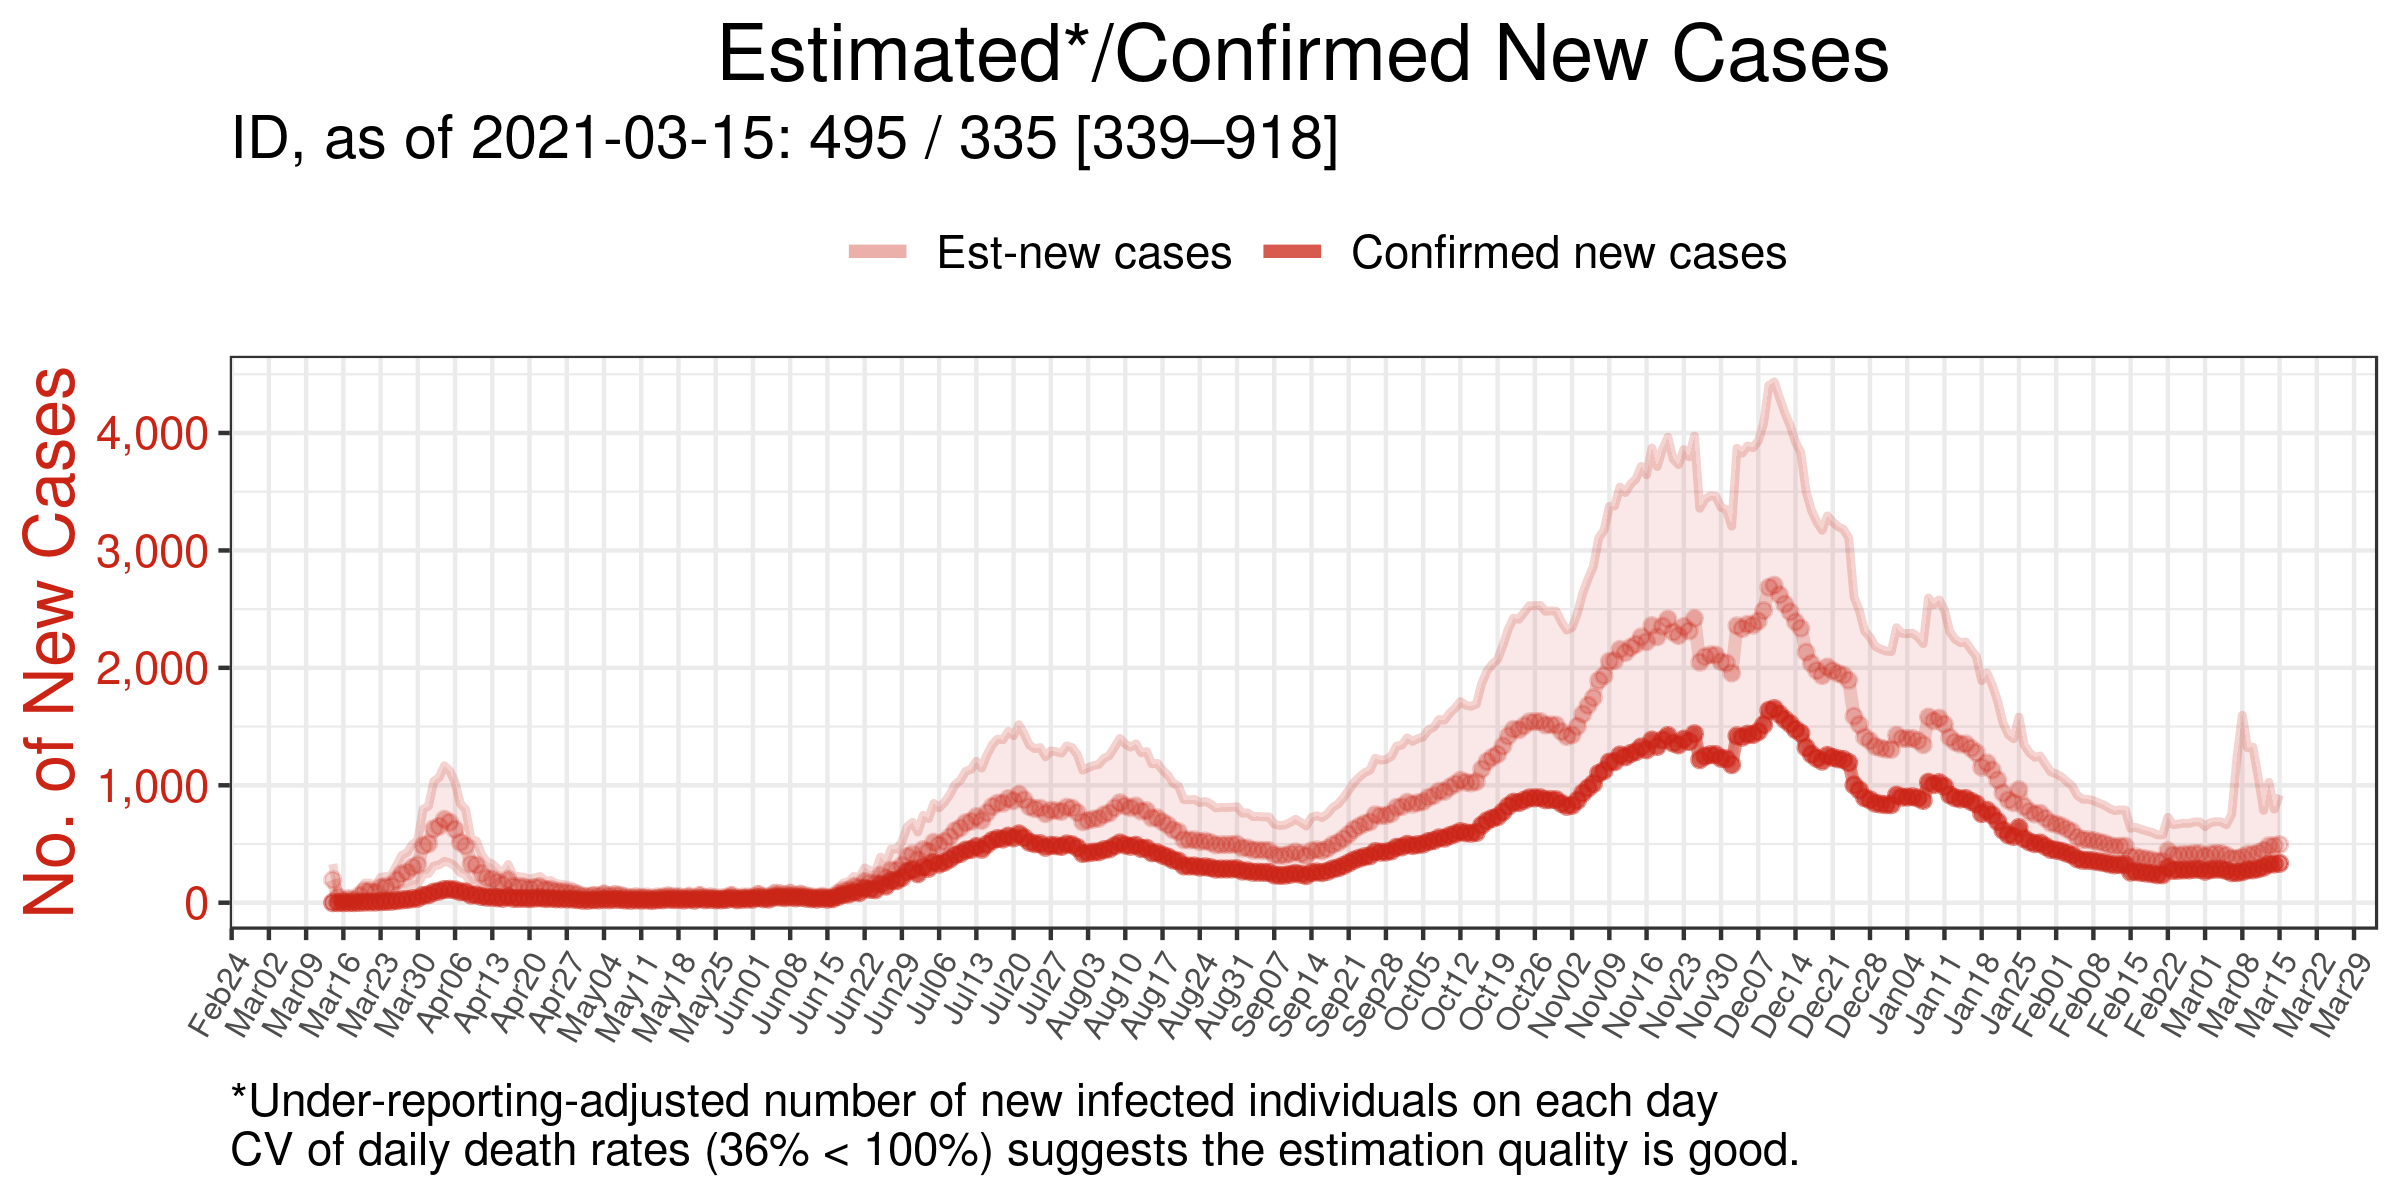 Estimated*/Confirmed New Cases
ID, as of 2021-03-15: 495 / 335 [339–918]
Est-new cases Confirmed new cases
No. of New Cases
4,000
3,000
2,000
1,000
0
Feb24 Mar02 Mar09 Mar16 Mar23 Mar30 Apr06 Apr13 Apr20 Apr27 May04 May11 May18 May25 Jun01 Jun08 Jun15 Jun22 Jun29 Jul06 Jul13 Jul20 Jul27 Aug03 Aug10 Aug17 Aug24 Aug31 Sep07 Sep14 Sep21 Sep28 Oct05 Oct12 Oct19 Oct26 Nov02 Nov09 Nov16 Nov23 Nov30 Dec07 Dec14 Dec21 Dec28 Jan04 Jan11 Jan18 Jan25 Feb01 Feb08 Feb15 Feb22 Mar01 Mar08 Mar15 Mar22 Mar29
*Under-reporting-adjusted number of new infected individuals on each day
CV of daily death rates (36% < 100%) suggests the estimation quality is good.